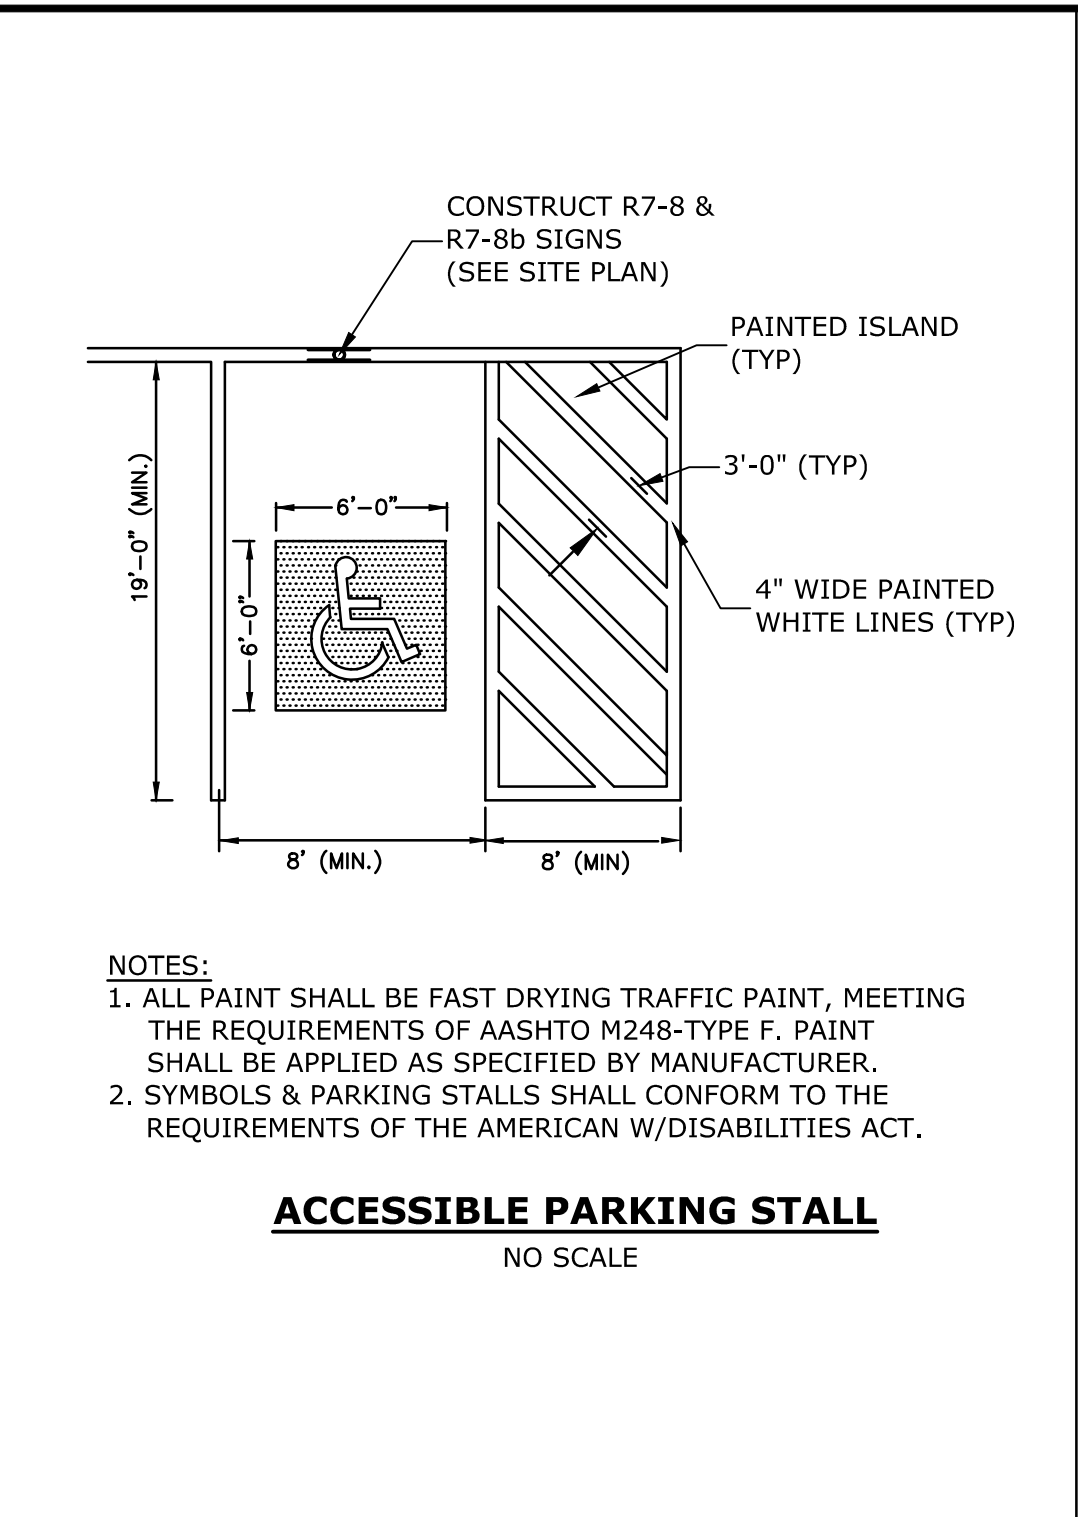 CONSTRUCT R7-8 &
R7-8b SIGNS
(SEE SITE PLAN)
PAINTED ISLAND
(TYP)
3'-0" (TYP)
19'-0" (MIN.)
6'-0"
6'-0"
4" WIDE PAINTED
WHITE LINES (TYP)
8' (MIN.)
8' (MIN)
NOTES:
1. ALL PAINT SHALL BE FAST DRYING TRAFFIC PAINT, MEETING
THE REQUIREMENTS OF AASHTO M248-TYPE F. PAINT
SHALL BE APPLIED AS SPECIFIED BY MANUFACTURER.
2. SYMBOLS & PARKING STALLS SHALL CONFORM TO THE
REQUIREMENTS OF THE AMERICAN W/DISABILITIES ACT.
ACCESSIBLE PARKING STALL
NO SCALE